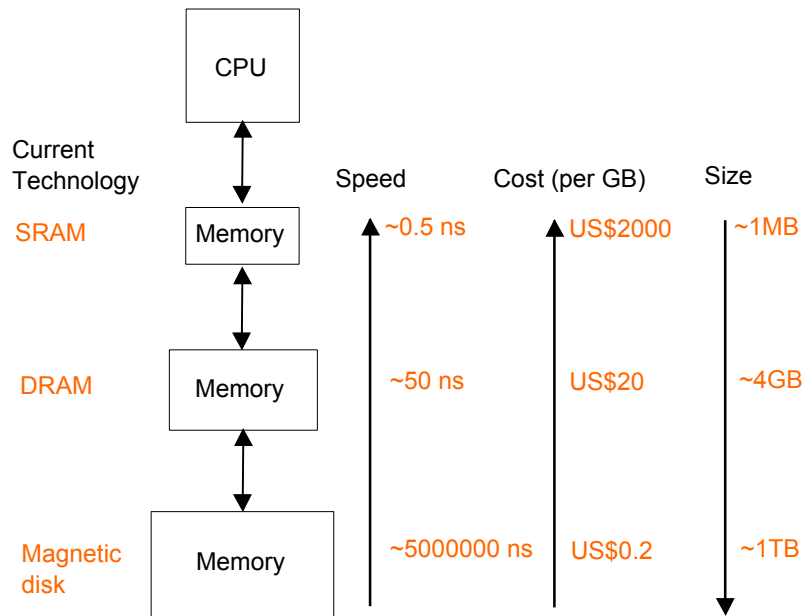 CPU
Current
Technology
Speed
Cost (per GB)
Size
SRAM
Memory
~0.5 ns
US$2000
~1MB
DRAM
Memory
~50 ns
US$20
~4GB
Magnetic
disk
Memory
~5000000 ns
US$0.2
~1TB